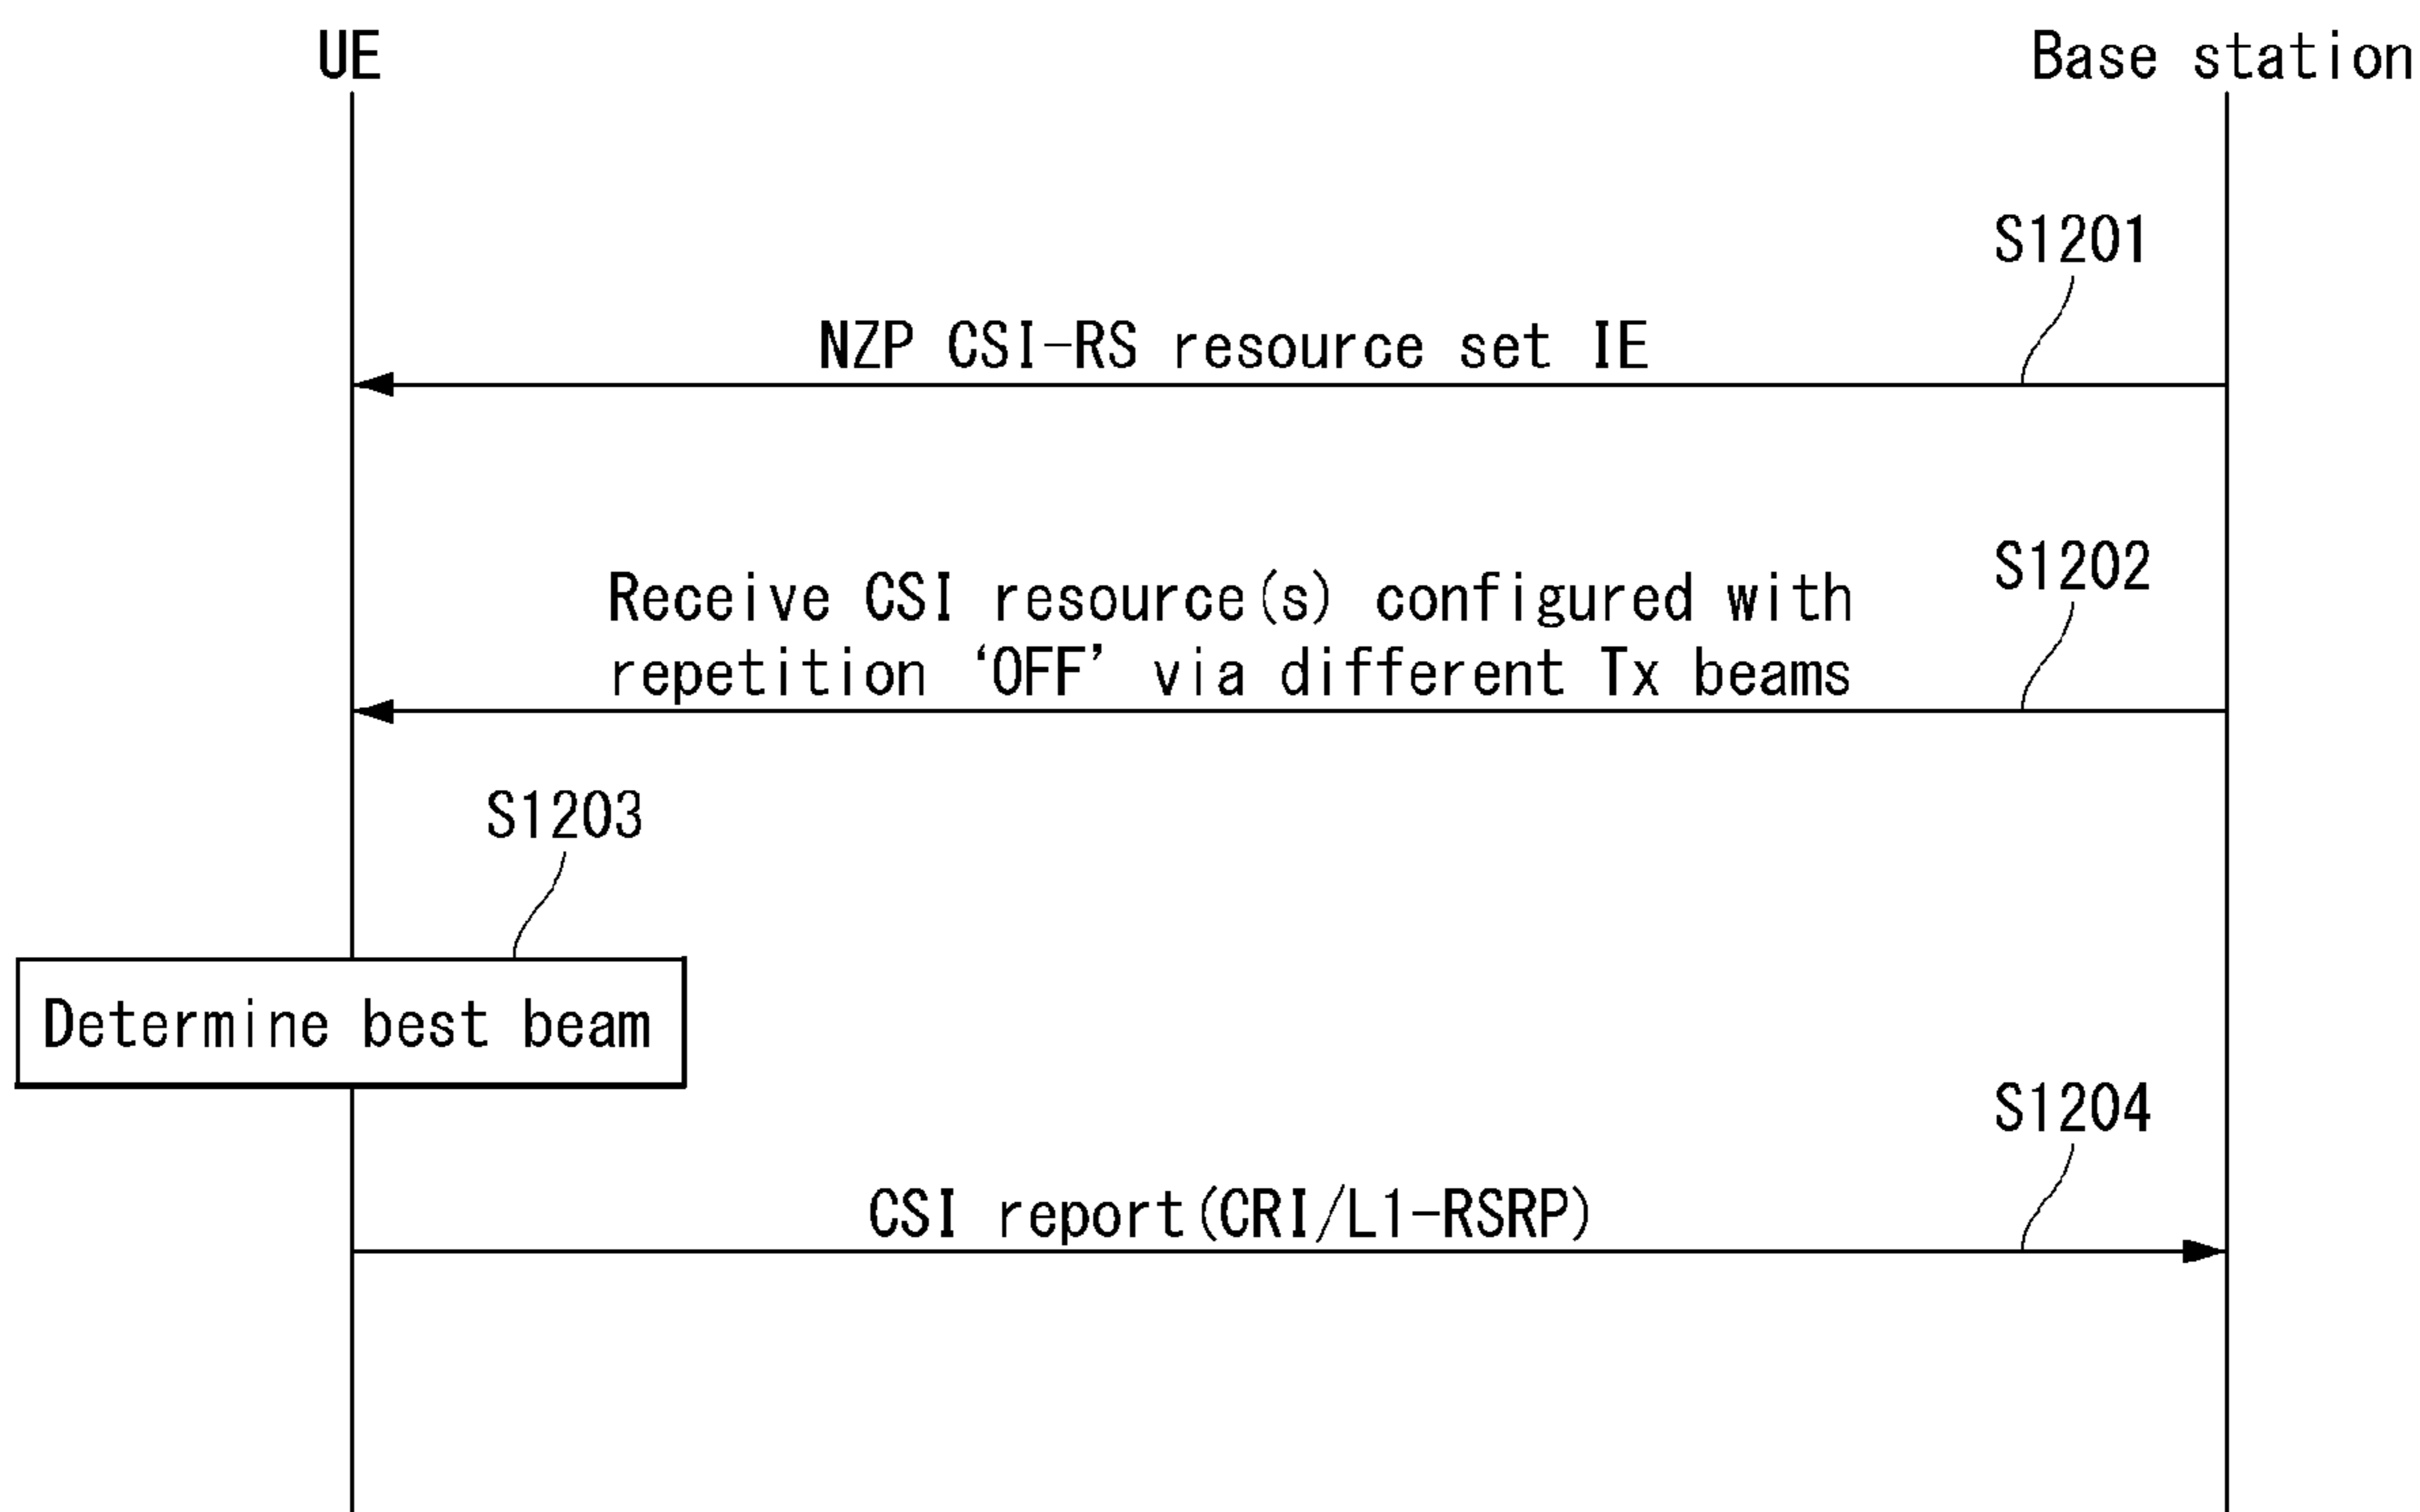 UE
Base station
S1201
NZP CSI-RS resource set IE
S1202
Receive CSI resource(s) configured with
repetition ‘OFF’ via different Tx beams
S1203
Determine best beam
S1204
CSI report(CRI/L1-RSRP)